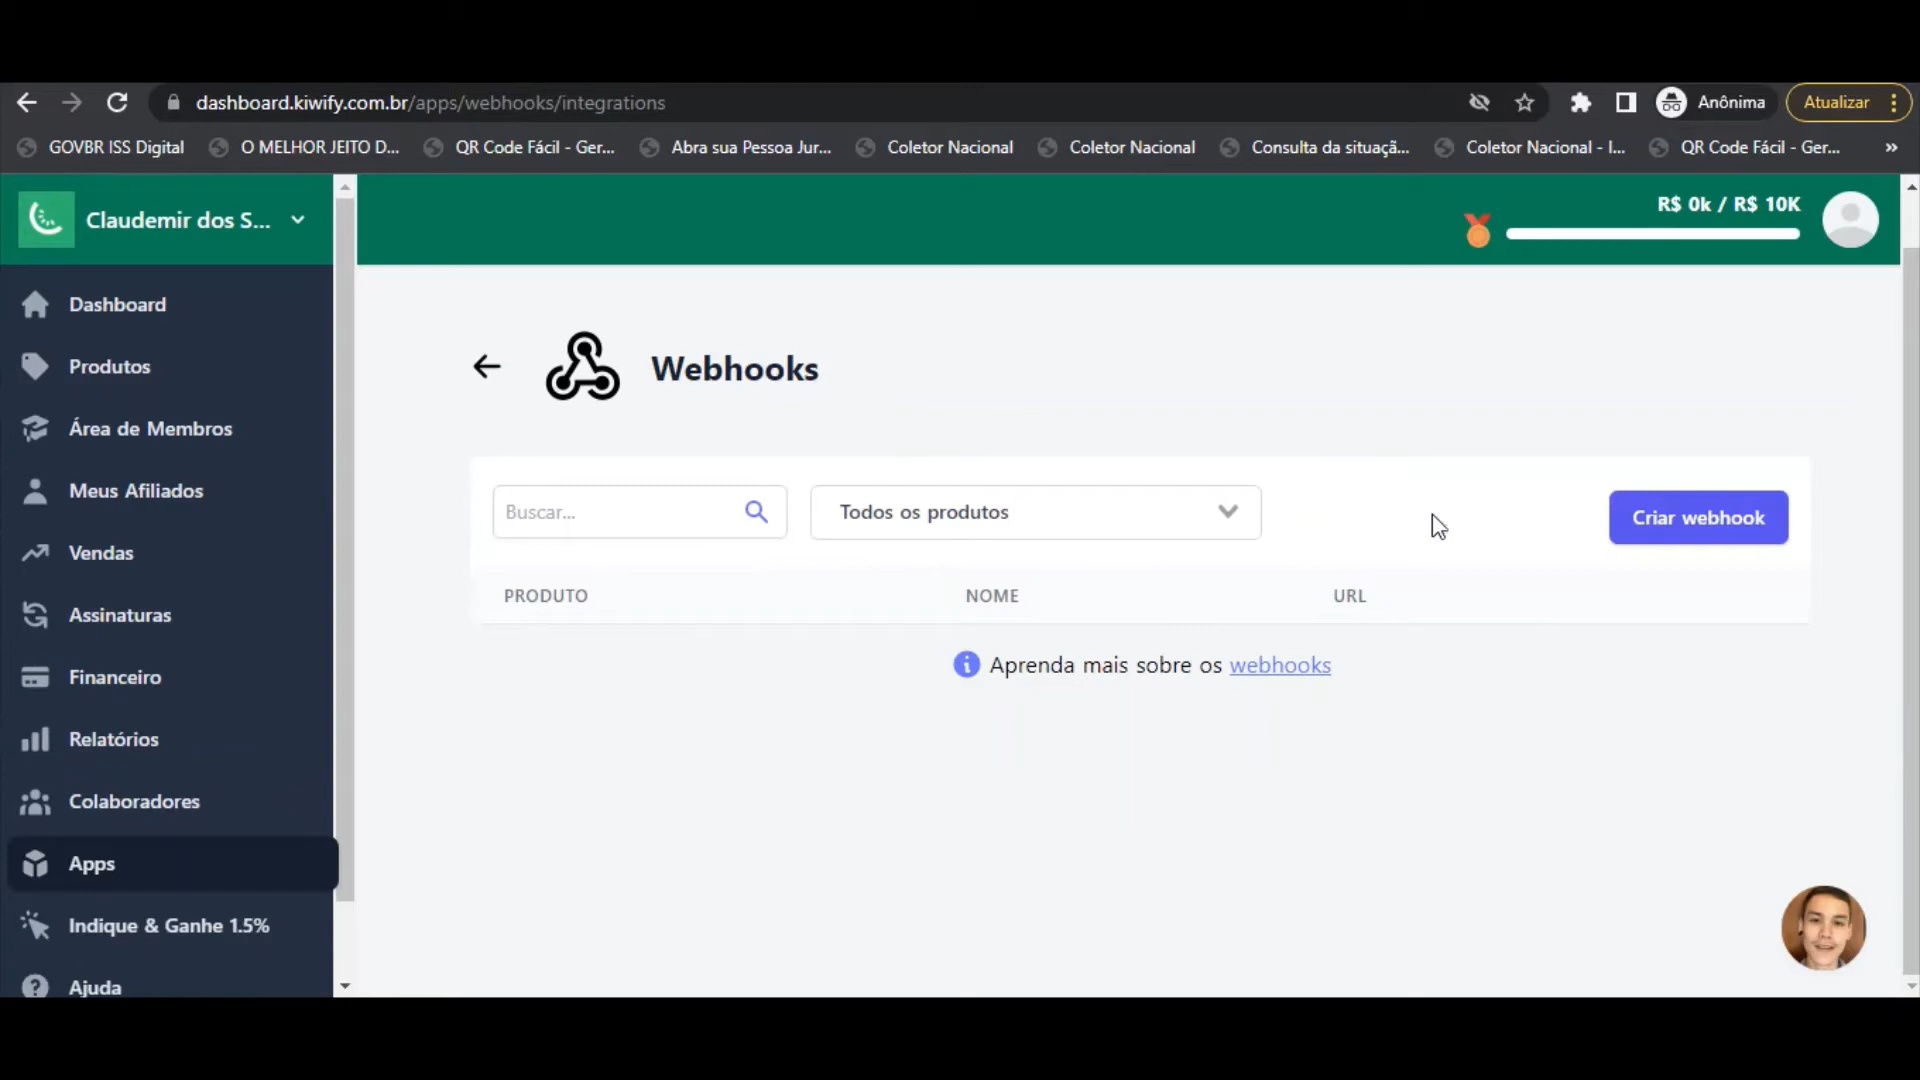 dashboard.kiwify.com.br/apps/webhooks/integrations
Anônima
Atualizar
GOVBR ISS Digital
O MELHOR JEITO D...
QR Code Fácil - Ger...
Abra sua Pessoa Jur...
Coletor Nacional
Coletor Nacional
Consulta da situaçã...
Coletor Nacional - I...
QR Code Fácil - Ger...
»
Claudemir dos S...
R$ 0k / R$ 10K
Dashboard
Produtos
Área de Membros
Meus Afiliados
Vendas
Assinaturas
Financeiro
Relatórios
Colaboradores
Apps
Indique & Ganhe 1.5%
Ajuda
Webhooks
Buscar...
Todos os produtos
Criar webhook
PRODUTO NOME URL
Aprenda mais sobre os webhooks